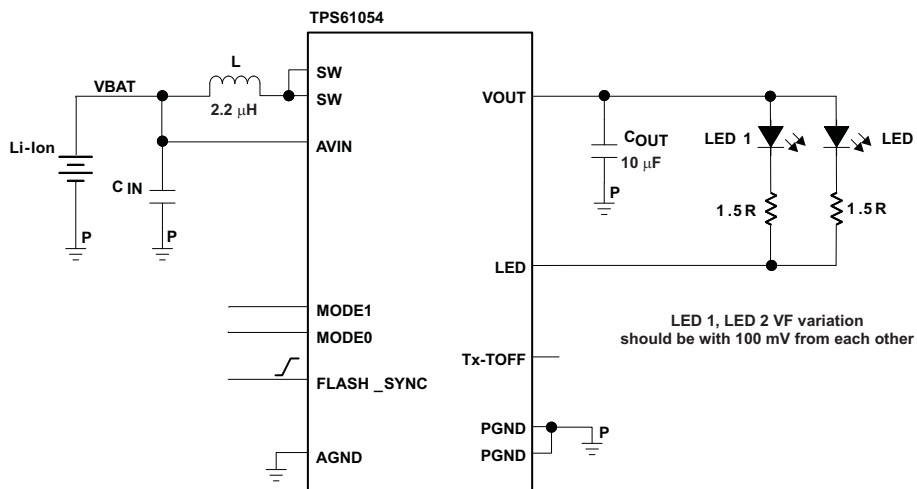 TPS61054
L
SW
VBAT
SW
2.2 μH
VOUT
Li-Ion
AVIN
COUT
10 μF
LED 1
LED
C IN
P
1.5R
1.5R
P
P
LED
MODE1
MODE0
LED 1, LED 2 VF variation
should be with 100 mV from each other
Tx-TOFF
FLASH _SYNC
PGND
P
AGND
PGND